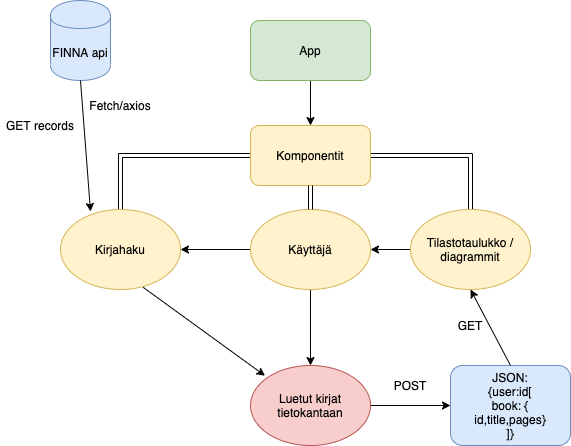 FINNA api
App
Fetch/axios
GET records
Komponentit
Kirjahaku
Käyttäjä
Tilastotaulukko /
diagrammit
GET
Luetut kirjat
tietokantaan
POST
JSON:
{user:id[
book: {
id,title,pages}
]}